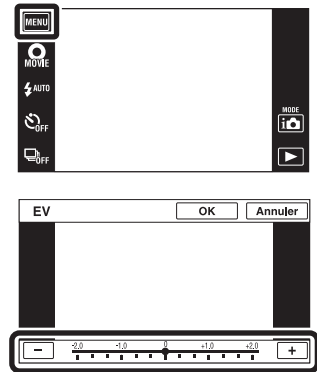 MENU
MOVIE
AUTO
OFF
OFF
MODE
i
EV OK Annuler
− -2.0 -1.0 0 +1.0 +2.0 +